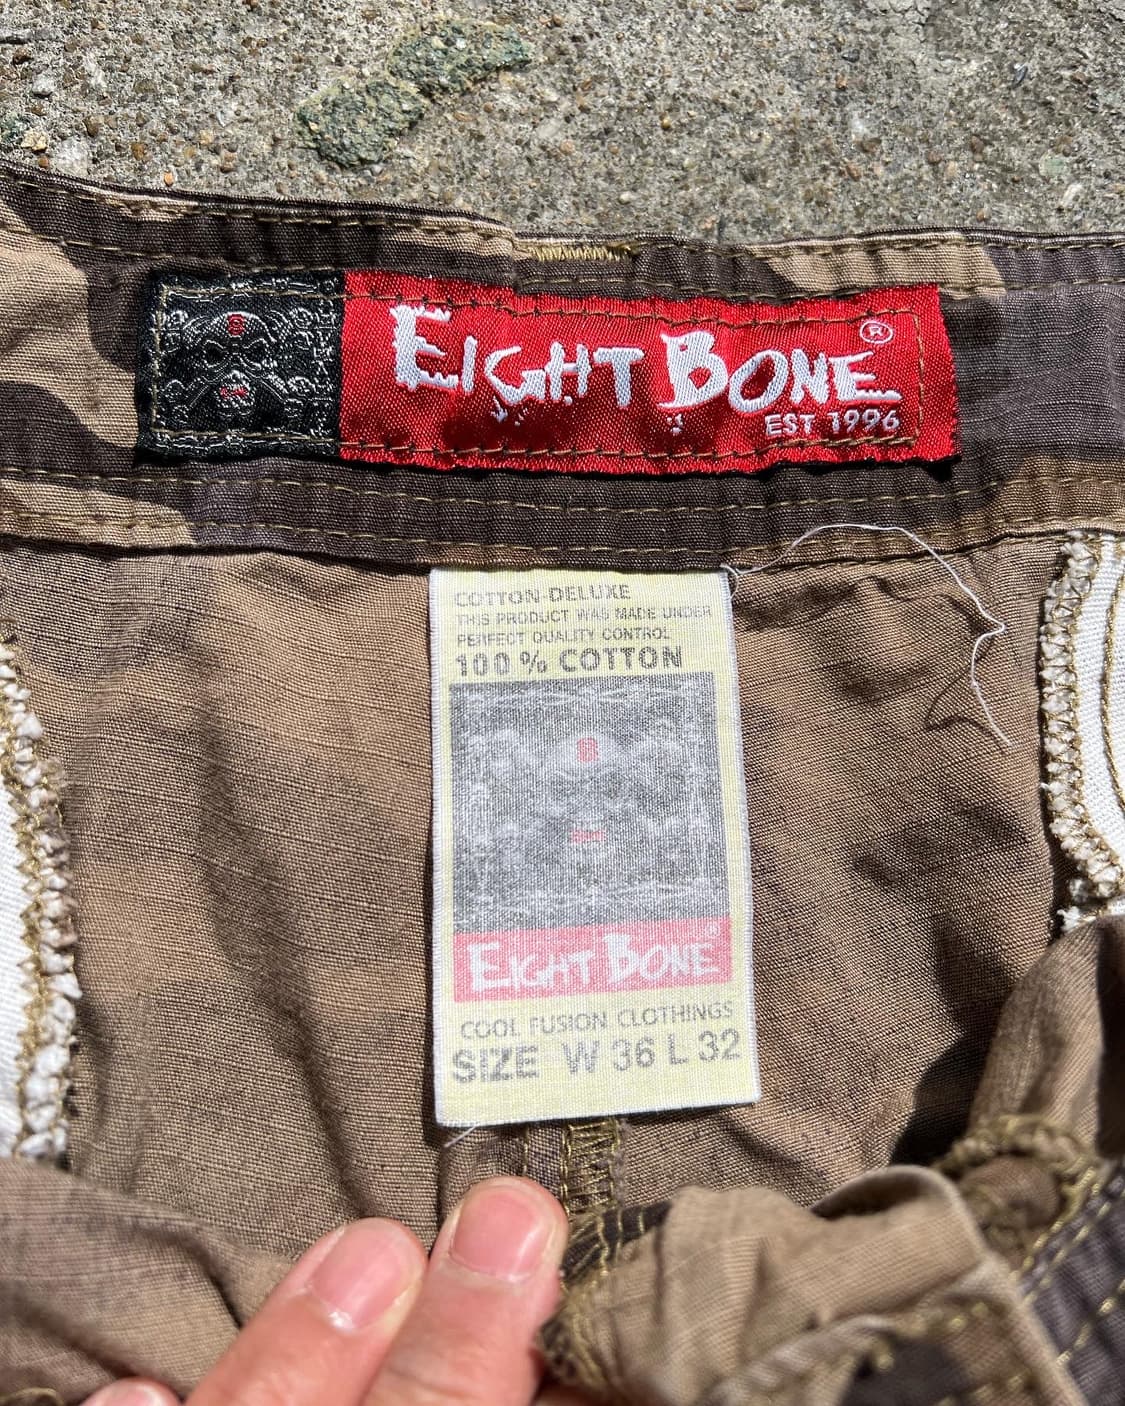 EIGHT BONE ®
EST 1996
COTTON-DELUXE
THIS PRODUCT WAS MADE UNDER
PERFECT QUALITY CONTROL
100 % COTTON
8
EIGHT BONE ®
COOL FUSION CLOTHINGS
SIZE W 36 L 32